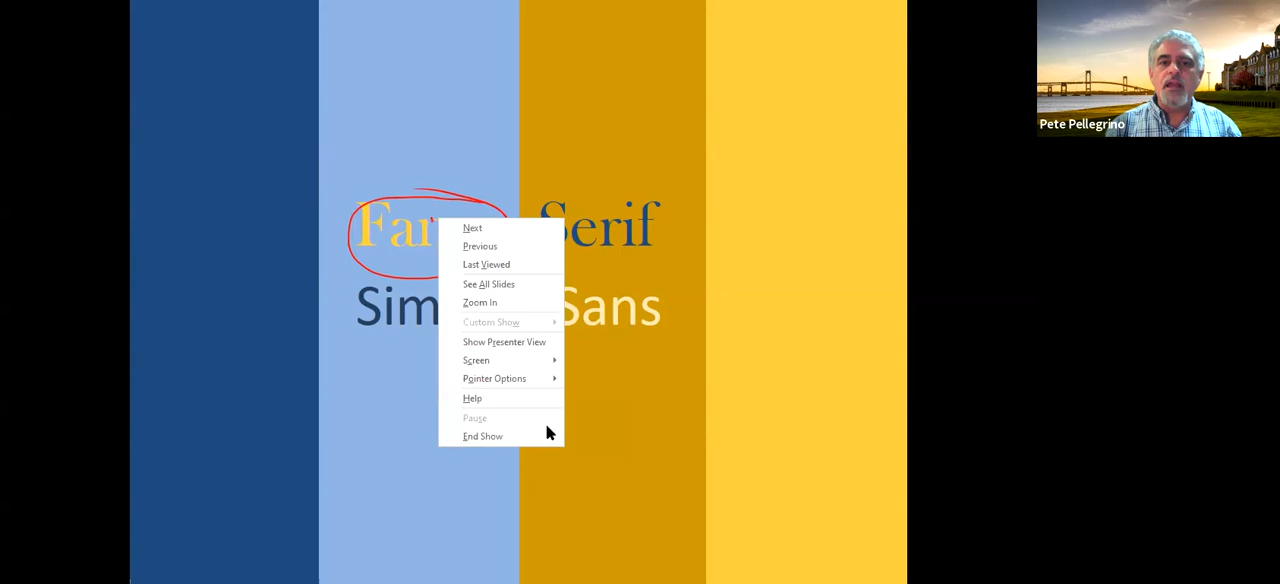 Far Serif
Sim Sans
Next
Previous
Last Viewed
See All Slides
Zoom In
Custom Show
Show Presenter View
Screen
Pointer Options
Help
Pause
End Show
Pete Pellegrino